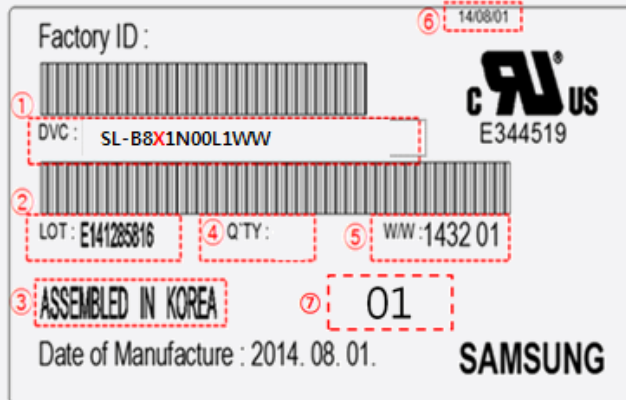 ⑥ 14/08/01
Factory ID :
c RU ® US
E344519
① DVC : SL-B8X1N00L1WW
② LOT : E141285816 ④ Q'TY : ⑤ W/W : 1432 01
③ ASSEMBLED IN KOREA ⑦ 01
Date of Manufacture : 2014. 08. 01. SAMSUNG